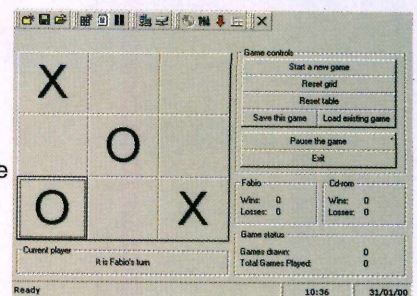 X
O
O X
e
Current player
It is Fabio's turn
Game controls
Start a new game
Reset grid
Reset table
Save this game Load existing game
Pause the game
Exit
Fabio
Wins: 0
Losses: 0
Cd-rom
Wins: 0
Losses: 0
Game status
Games drawn: 0
Total Games Played: 0
Ready 10:36 31/01/00